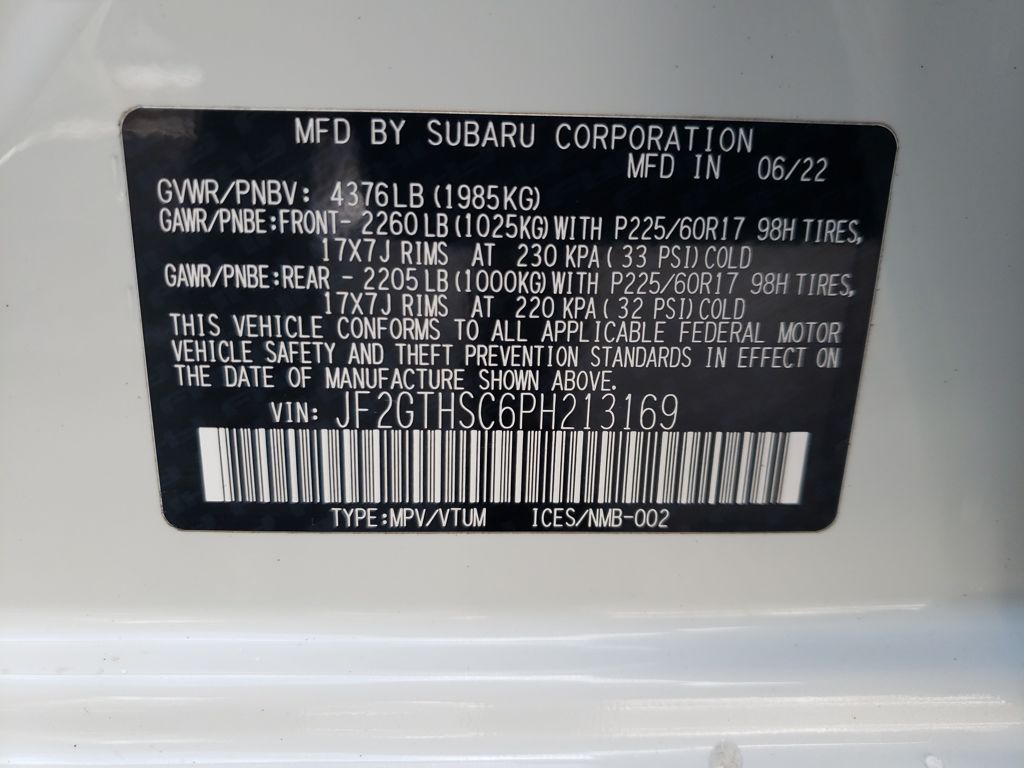 MFD BY SUBARU CORPORATION
MFD IN 06/22
GVWR/PNBV: 4376LB (1985KG)
GAWR/PNBE:FRONT- 2260 LB (1025KG) WITH P225/60R17 98H TIRES,
17X7J RIMS AT 230 KPA ( 33 PSI) COLD
GAWR/PNBE:REAR - 2205 LB (1000KG) WITH P225/60R17 98H TIRES,
17X7J RIMS AT 220 KPA ( 32 PSI) COLD
THIS VEHICLE CONFORMS TO ALL APPLICABLE FEDERAL MOTOR
VEHICLE SAFETY AND THEFT PREVENTION STANDARDS IN EFFECT ON
THE DATE OF MANUFACTURE SHOWN ABOVE.
VIN: JF2GTHSC6PH213169
TYPE:MPV/VTUM ICES/NMB-002